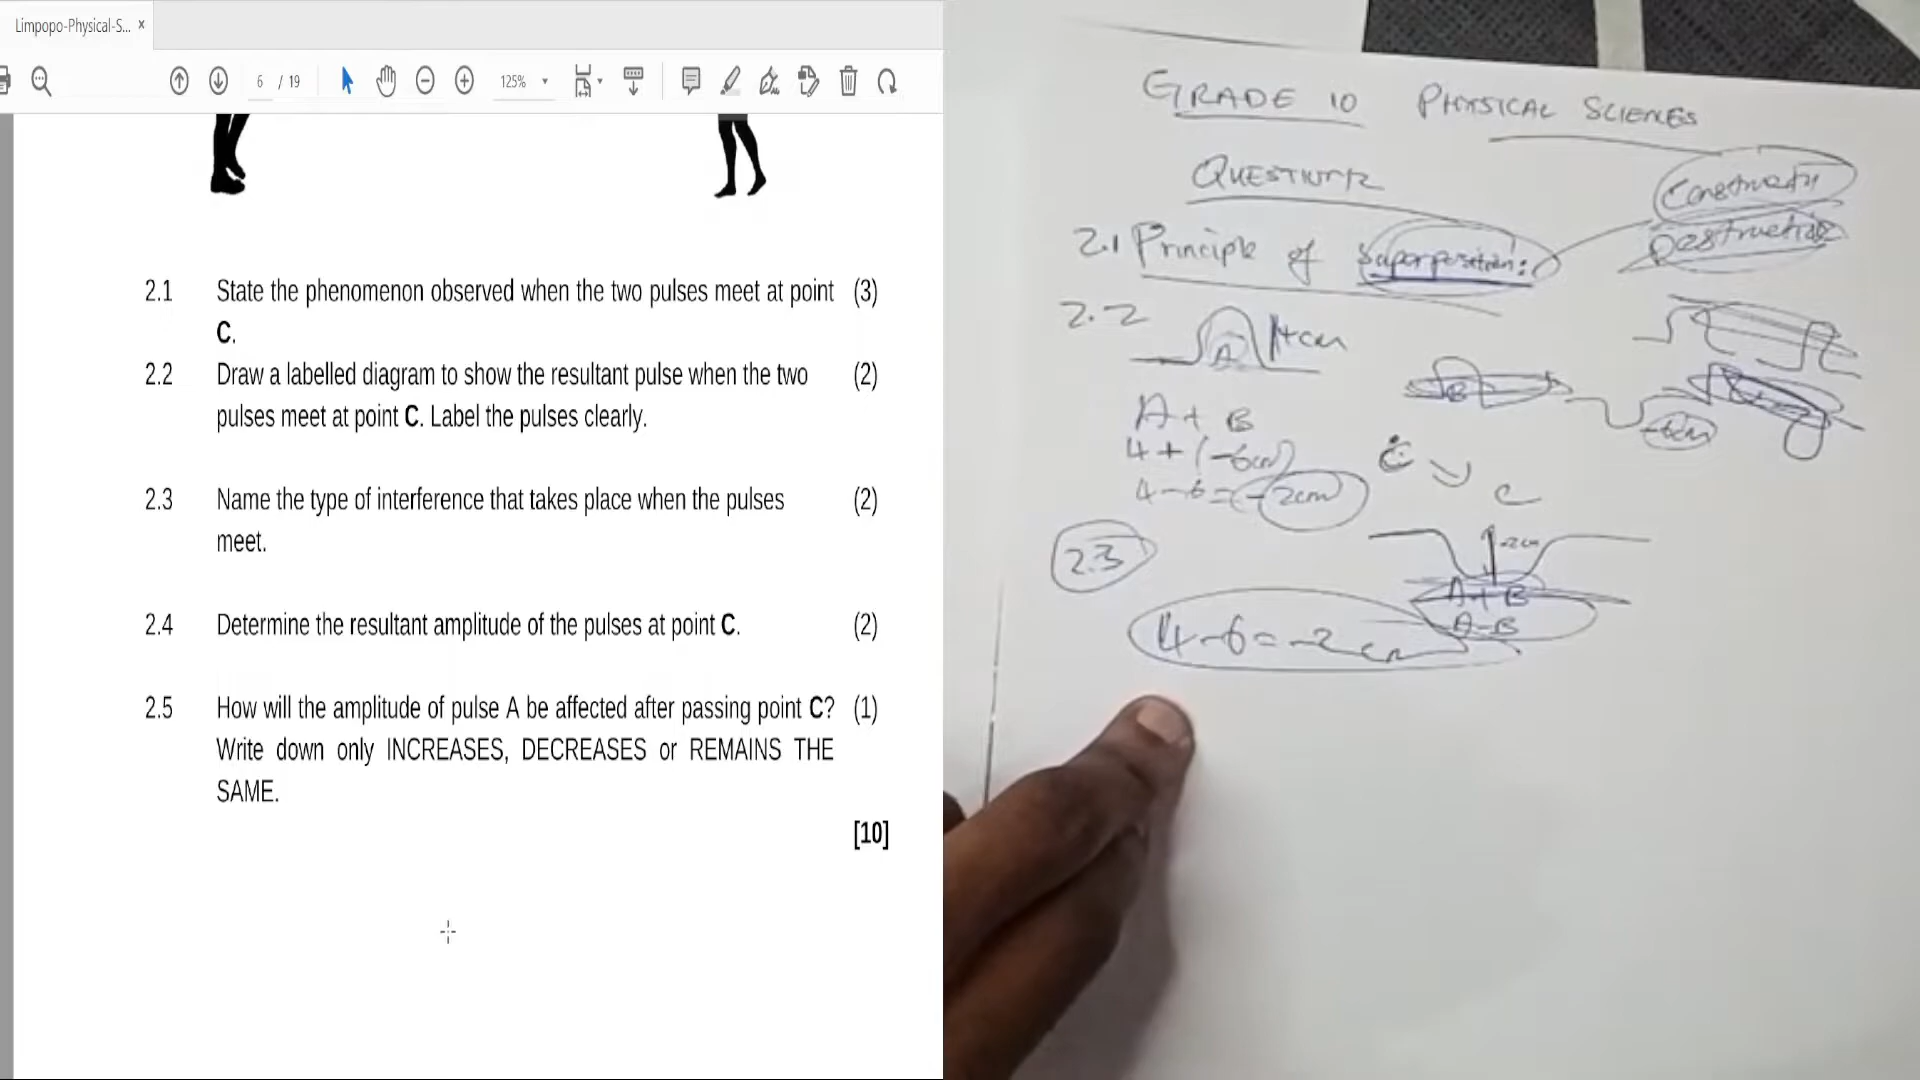 Limpopo-Physical-S... ×
6 / 19
125%
2.1 State the phenomenon observed when the two pulses meet at point (3)
C.
2.2 Draw a labelled diagram to show the resultant pulse when the two (2)
pulses meet at point C. Label the pulses clearly.
2.3 Name the type of interference that takes place when the pulses (2)
meet.
2.4 Determine the resultant amplitude of the pulses at point C. (2)
2.5 How will the amplitude of pulse A be affected after passing point C? (1)
Write down only INCREASES, DECREASES or REMAINS THE
SAME.
[10]
GRADE 10 PHYSICAL SCIENCES
2.1 Principle of Superposition:
2.2
A
4cm
B
-6cm
A + B
4 + (-6cm)
4-6 = -2cm
C
-2cm
A + B
A-B
2.3
4-6=-2cm